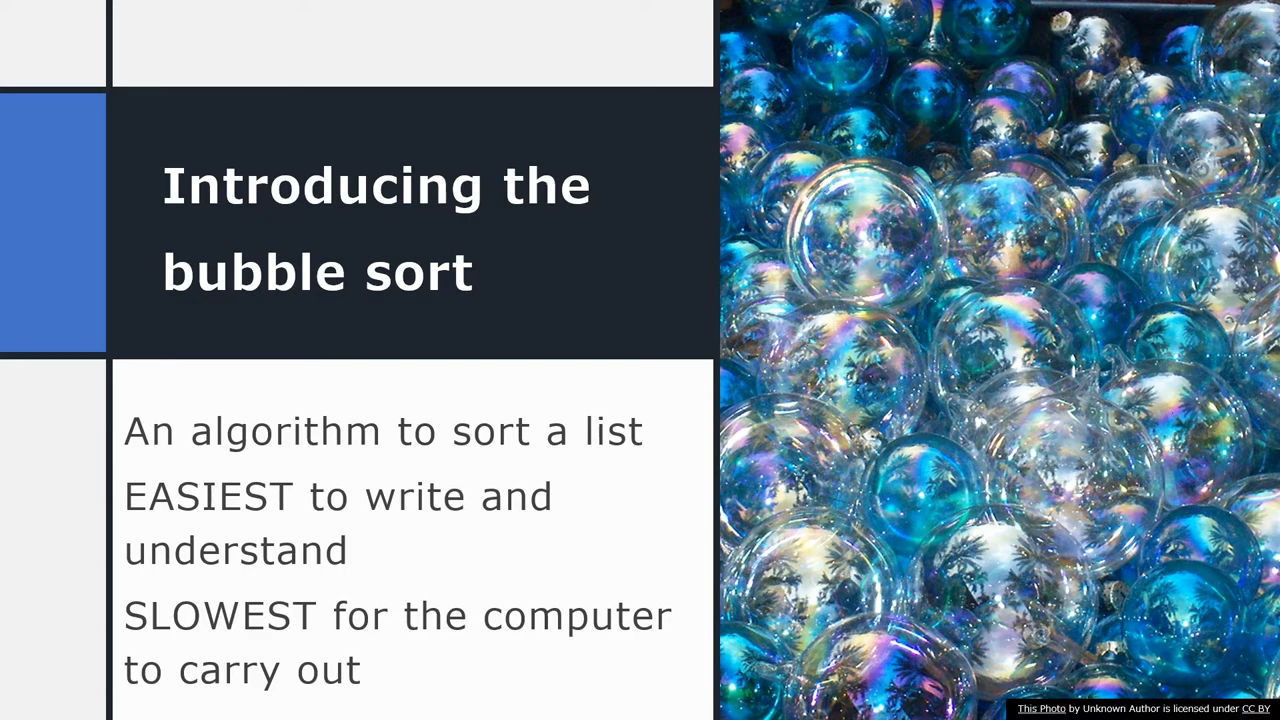 Introducing the
bubble sort
An algorithm to sort a list
EASIEST to write and
understand
SLOWEST for the computer
to carry out
This Photo by Unknown Author is licensed under CC BY